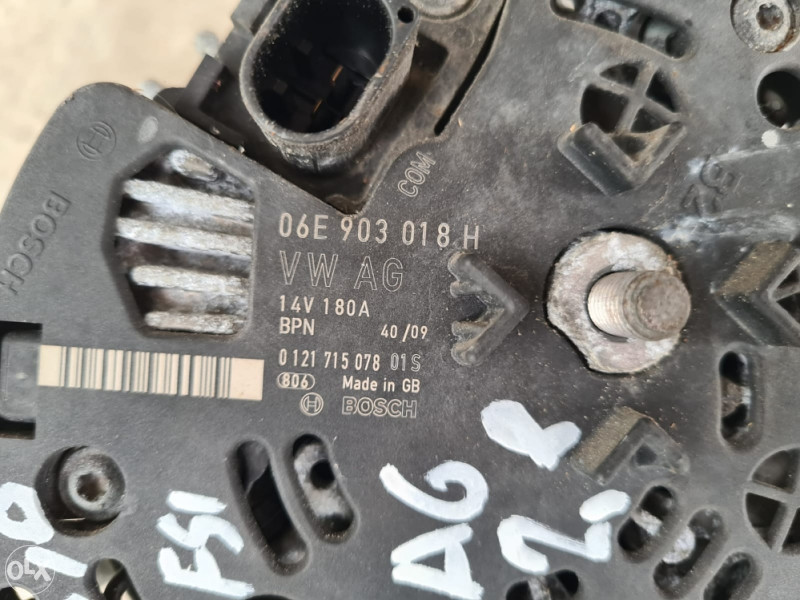 COM
06E 903 018 H
VW AG
14V 180A
BPN 40/09
0 121 715 078 01S
806 Made in GB
BOSCH
BOSCH
52
FSI
A6
2.
OLX